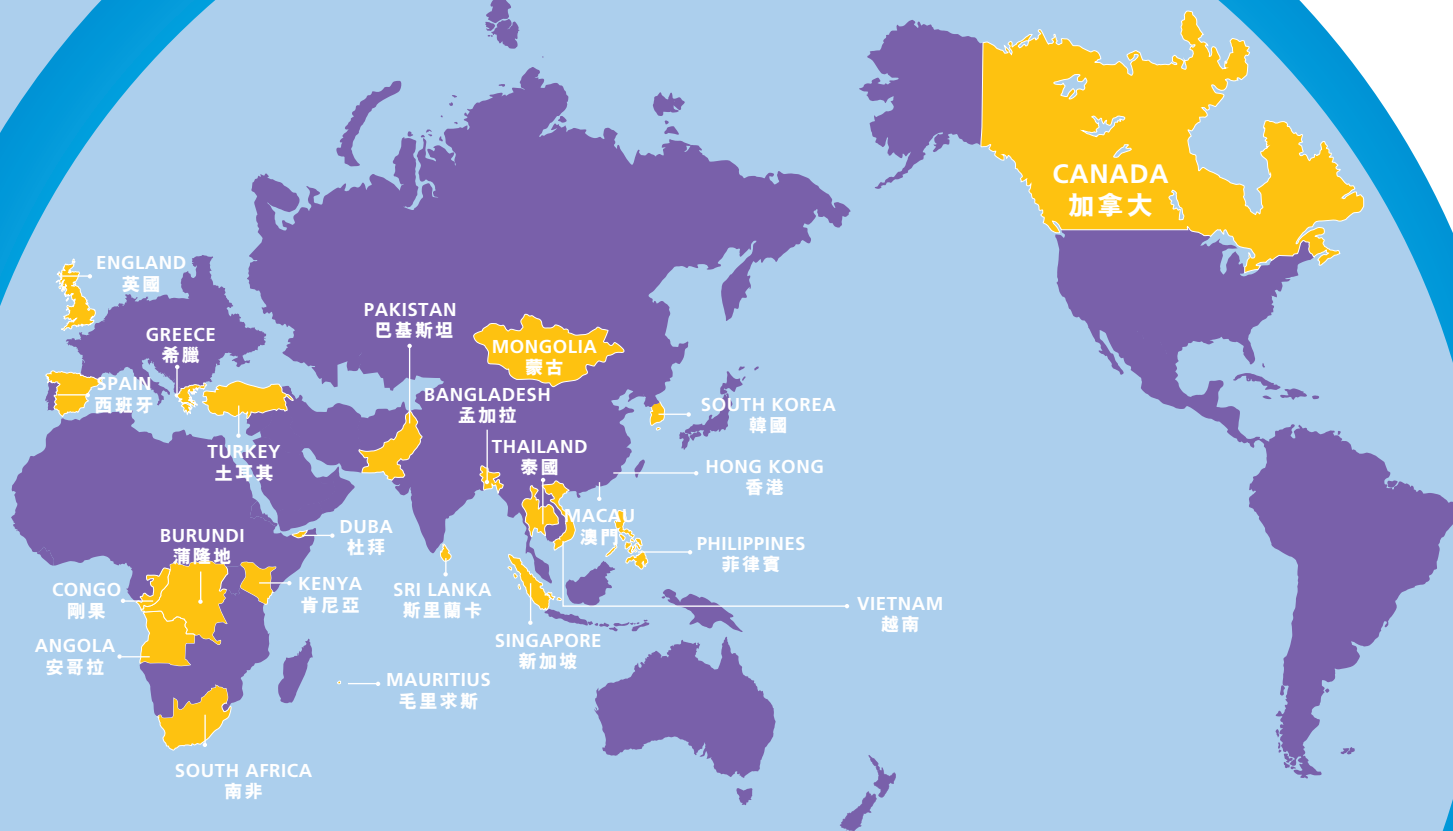 CANADA
加拿大
ENGLAND
英國
PAKISTAN
巴基斯坦
GREECE
希臘
MONGOLIA
蒙古
SPAIN
西班牙
BANGLADESH
孟加拉
SOUTH KOREA
韓國
TURKEY
土耳其
THAILAND
泰國
HONG KONG
香港
MACAU
澳門
DUBA
杜拜
BURUNDI
蒲隆地
PHILIPPINES
菲律賓
CONGO
剛果
KENYA
肯尼亞
SRI LANKA
斯里蘭卡
VIETNAM
越南
ANGOLA
安哥拉
SINGAPORE
新加坡
MAURITIUS
毛里求斯
SOUTH AFRICA
南非